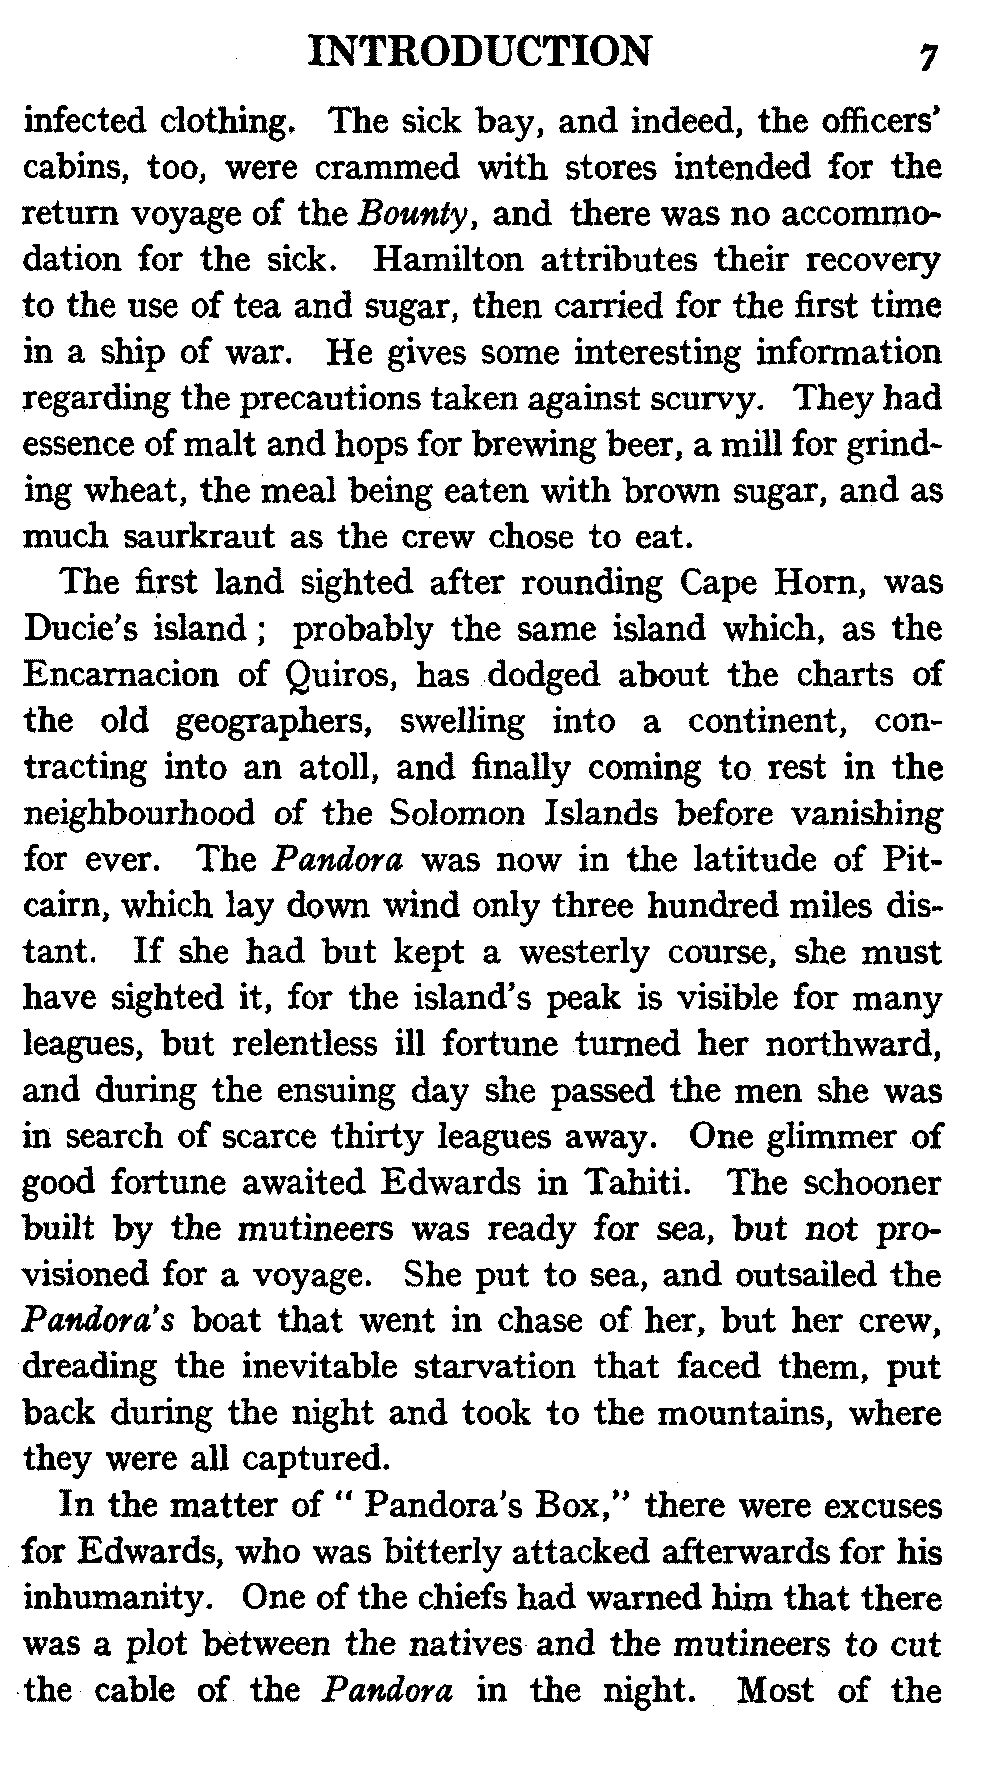 INTRODUCTION 7
infected clothing. The sick bay, and indeed, the officers'
cabins, too, were crammed with stores intended for the
return voyage of the Bounty, and there was no accommo-
dation for the sick. Hamilton attributes their recovery
to the use of tea and sugar, then carried for the first time
in a ship of war. He gives some interesting information
regarding the precautions taken against scurvy. They had
essence of malt and hops for brewing beer, a mill for grind-
ing wheat, the meal being eaten with brown sugar, and as
much saurkraut as the crew chose to eat.
The first land sighted after rounding Cape Horn, was
Ducie's island ; probably the same island which, as the
Encarnacion of Quiros, has dodged about the charts of
the old geographers, swelling into a continent, con-
tracting into an atoll, and finally coming to rest in the
neighbourhood of the Solomon Islands before vanishing
for ever. The Pandora was now in the latitude of Pit-
cairn, which lay down wind only three hundred miles dis-
tant. If she had but kept a westerly course, she must
have sighted it, for the island's peak is visible for many
leagues, but relentless ill fortune turned her northward,
and during the ensuing day she passed the men she was
in search of scarce thirty leagues away. One glimmer of
good fortune awaited Edwards in Tahiti. The schooner
built by the mutineers was ready for sea, but not pro-
visioned for a voyage. She put to sea, and outsailed the
Pandora's boat that went in chase of her, but her crew,
dreading the inevitable starvation that faced them, put
back during the night and took to the mountains, where
they were all captured.
In the matter of " Pandora's Box," there were excuses
for Edwards, who was bitterly attacked afterwards for his
inhumanity. One of the chiefs had warned him that there
was a plot between the natives and the mutineers to cut
the cable of the Pandora in the night. Most of the